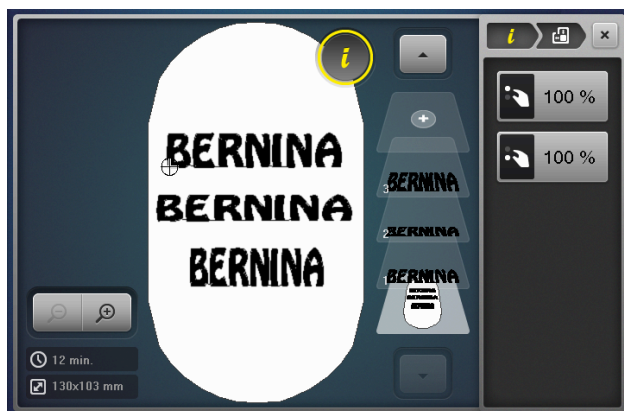 i
i
×
100 %
100 %
BERNINA
BERNINA
BERNINA
3
BERNINA
2
BERNINA
1
BERNINA
12 min.
130x103 mm